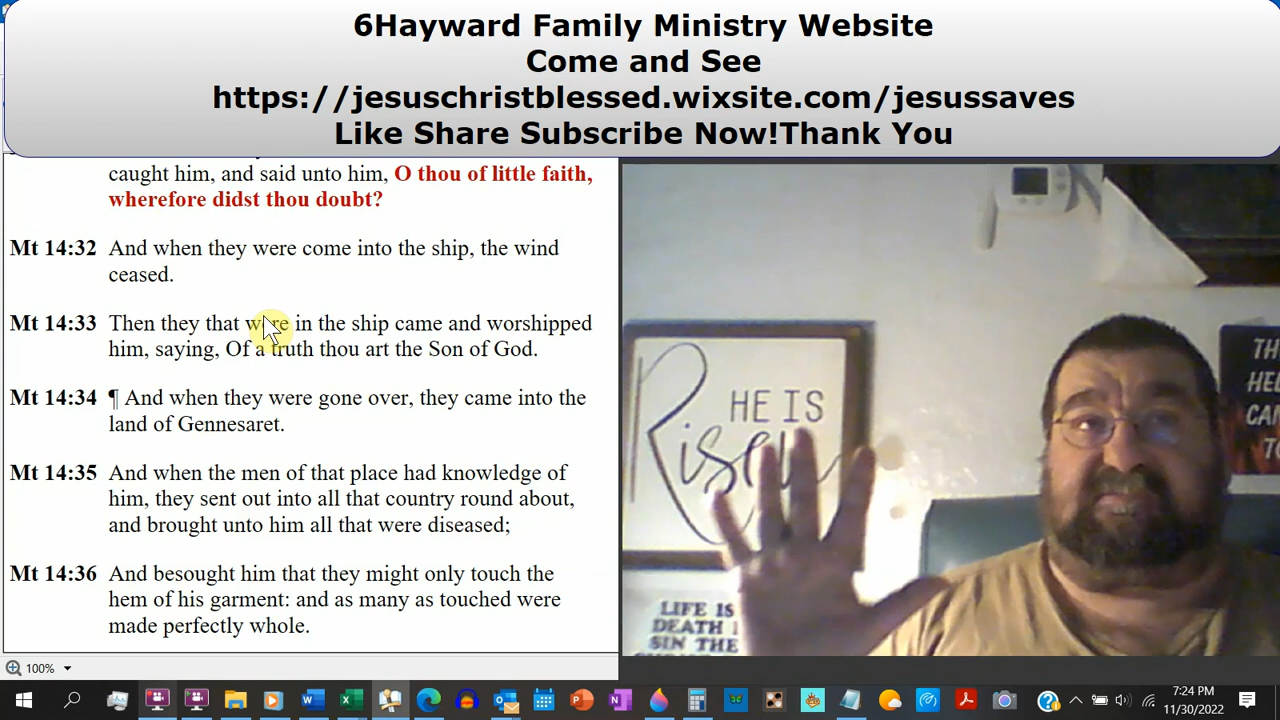 6Hayward Family Ministry Website
Come and See
https://jesuschristblessed.wixsite.com/jesussaves
Like Share Subscribe Now!Thank You
caught him, and said unto him, O thou of little faith,
wherefore didst thou doubt?
Mt 14:32 And when they were come into the ship, the wind
ceased.
Mt 14:33 Then they that were in the ship came and worshipped
him, saying, Of a truth thou art the Son of God.
Mt 14:34 ¶ And when they were gone over, they came into the
land of Gennesaret.
Mt 14:35 And when the men of that place had knowledge of
him, they sent out into all that country round about,
and brought unto him all that were diseased;
Mt 14:36 And besought him that they might only touch the
hem of his garment: and as many as touched were
made perfectly whole.
HE IS
Risen
LIFE IS
DEATH
SIN THE
100%
7:24 PM
11/30/2022